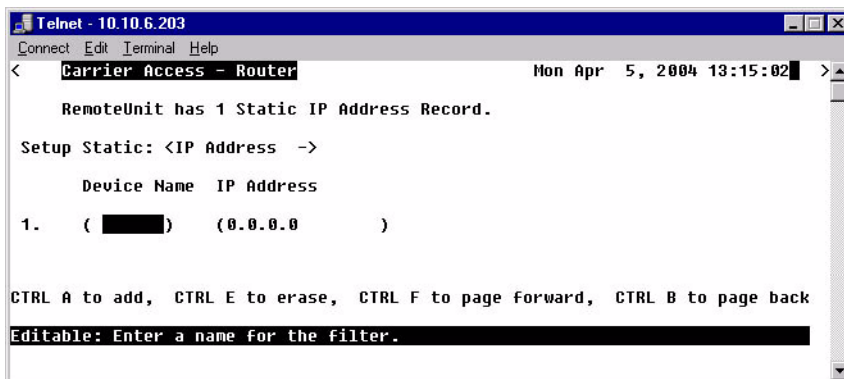 Telnet - 10.10.6.203
Connect Edit Terminal Help
< Carrier Access - Router Mon Apr 5, 2004 13:15:02 >
RemoteUnit has 1 Static IP Address Record.
Setup Static: <IP Address ->
Device Name IP Address
1. ( ) (0.0.0.0 )
CTRL A to add, CTRL E to erase, CTRL F to page forward, CTRL B to page back
Editable: Enter a name for the filter.